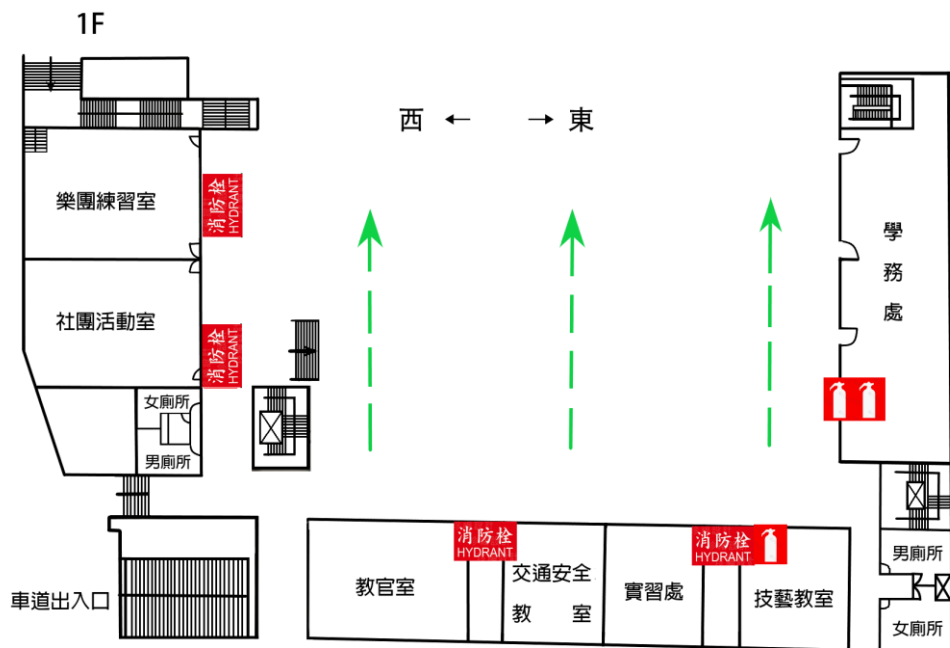 1F
西 ← → 東
樂團練習室
消防栓
HYDRANT
學
務
處
社團活動室
消防栓
HYDRANT
女廁所
男廁所
消防栓
HYDRANT
消防栓
HYDRANT
教官室
交通安全
教 室
實習處
技藝教室
車道出入口
男廁所
女廁所